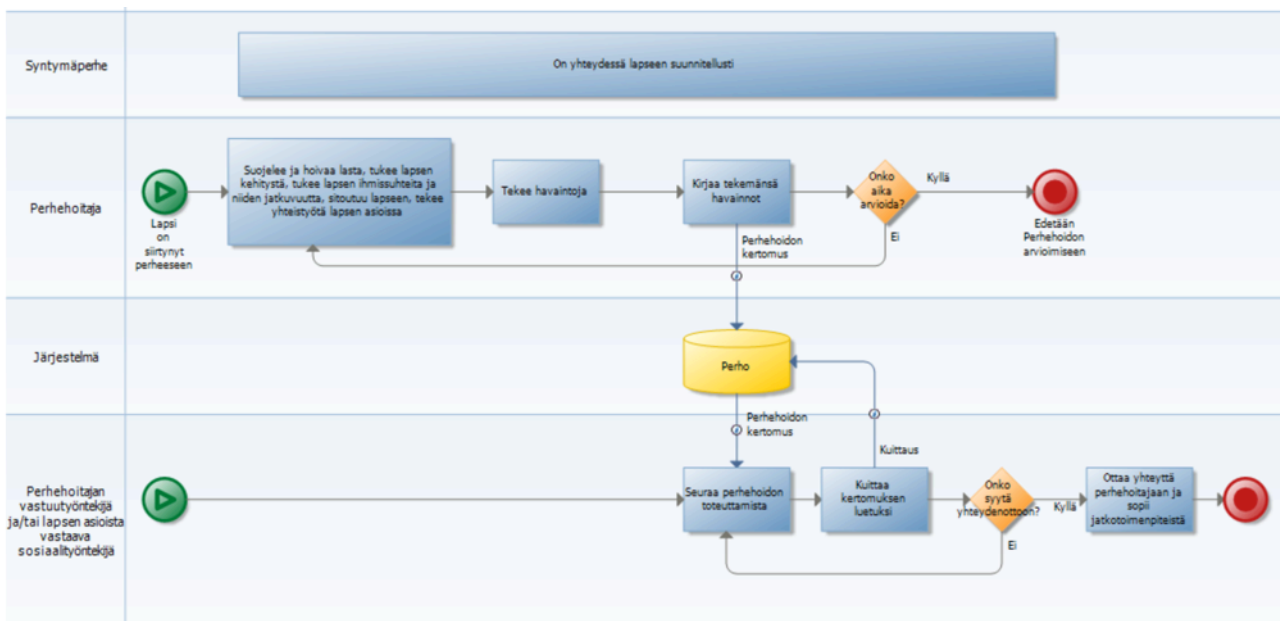 Syntymäperhe
On yhteydessä lapseen suunnitellusti
Perhehoitaja
Lapsi
on
siirtynyt
perheeseen
Suojelee ja hoivaa lasta, tukee lapsen
kehitystä, tukee lapsen ihmissuhteita ja
niiden jatkuvuutta, sitoutuu lapseen, tekee
yhteistyötä lapsen asioissa
Tekee havaintoja
Kirjaa tekemänsä
havainnot
Onko
aika
arvioida?
Kyllä
Ei
Edetään
Perhehoidon
arvioimiseen
Perhehoidon
kertomus
Järjestelmä
Perho
Perhehoidon
kertomus
Kuittaus
Perhehoitajan
vastuutyöntekijä
ja/tai lapsen asioista
vastaava
sosiaalityöntekijä
Seuraa perhehoidon
toteuttamista
Kuittaa
kertomuksen
luetuksi
Onko
syytä
yhteydenottoon?
Kyllä
Ei
Ottaa yhteyttä
perhehoitajaan ja
sopii
jatkotoimenpiteistä